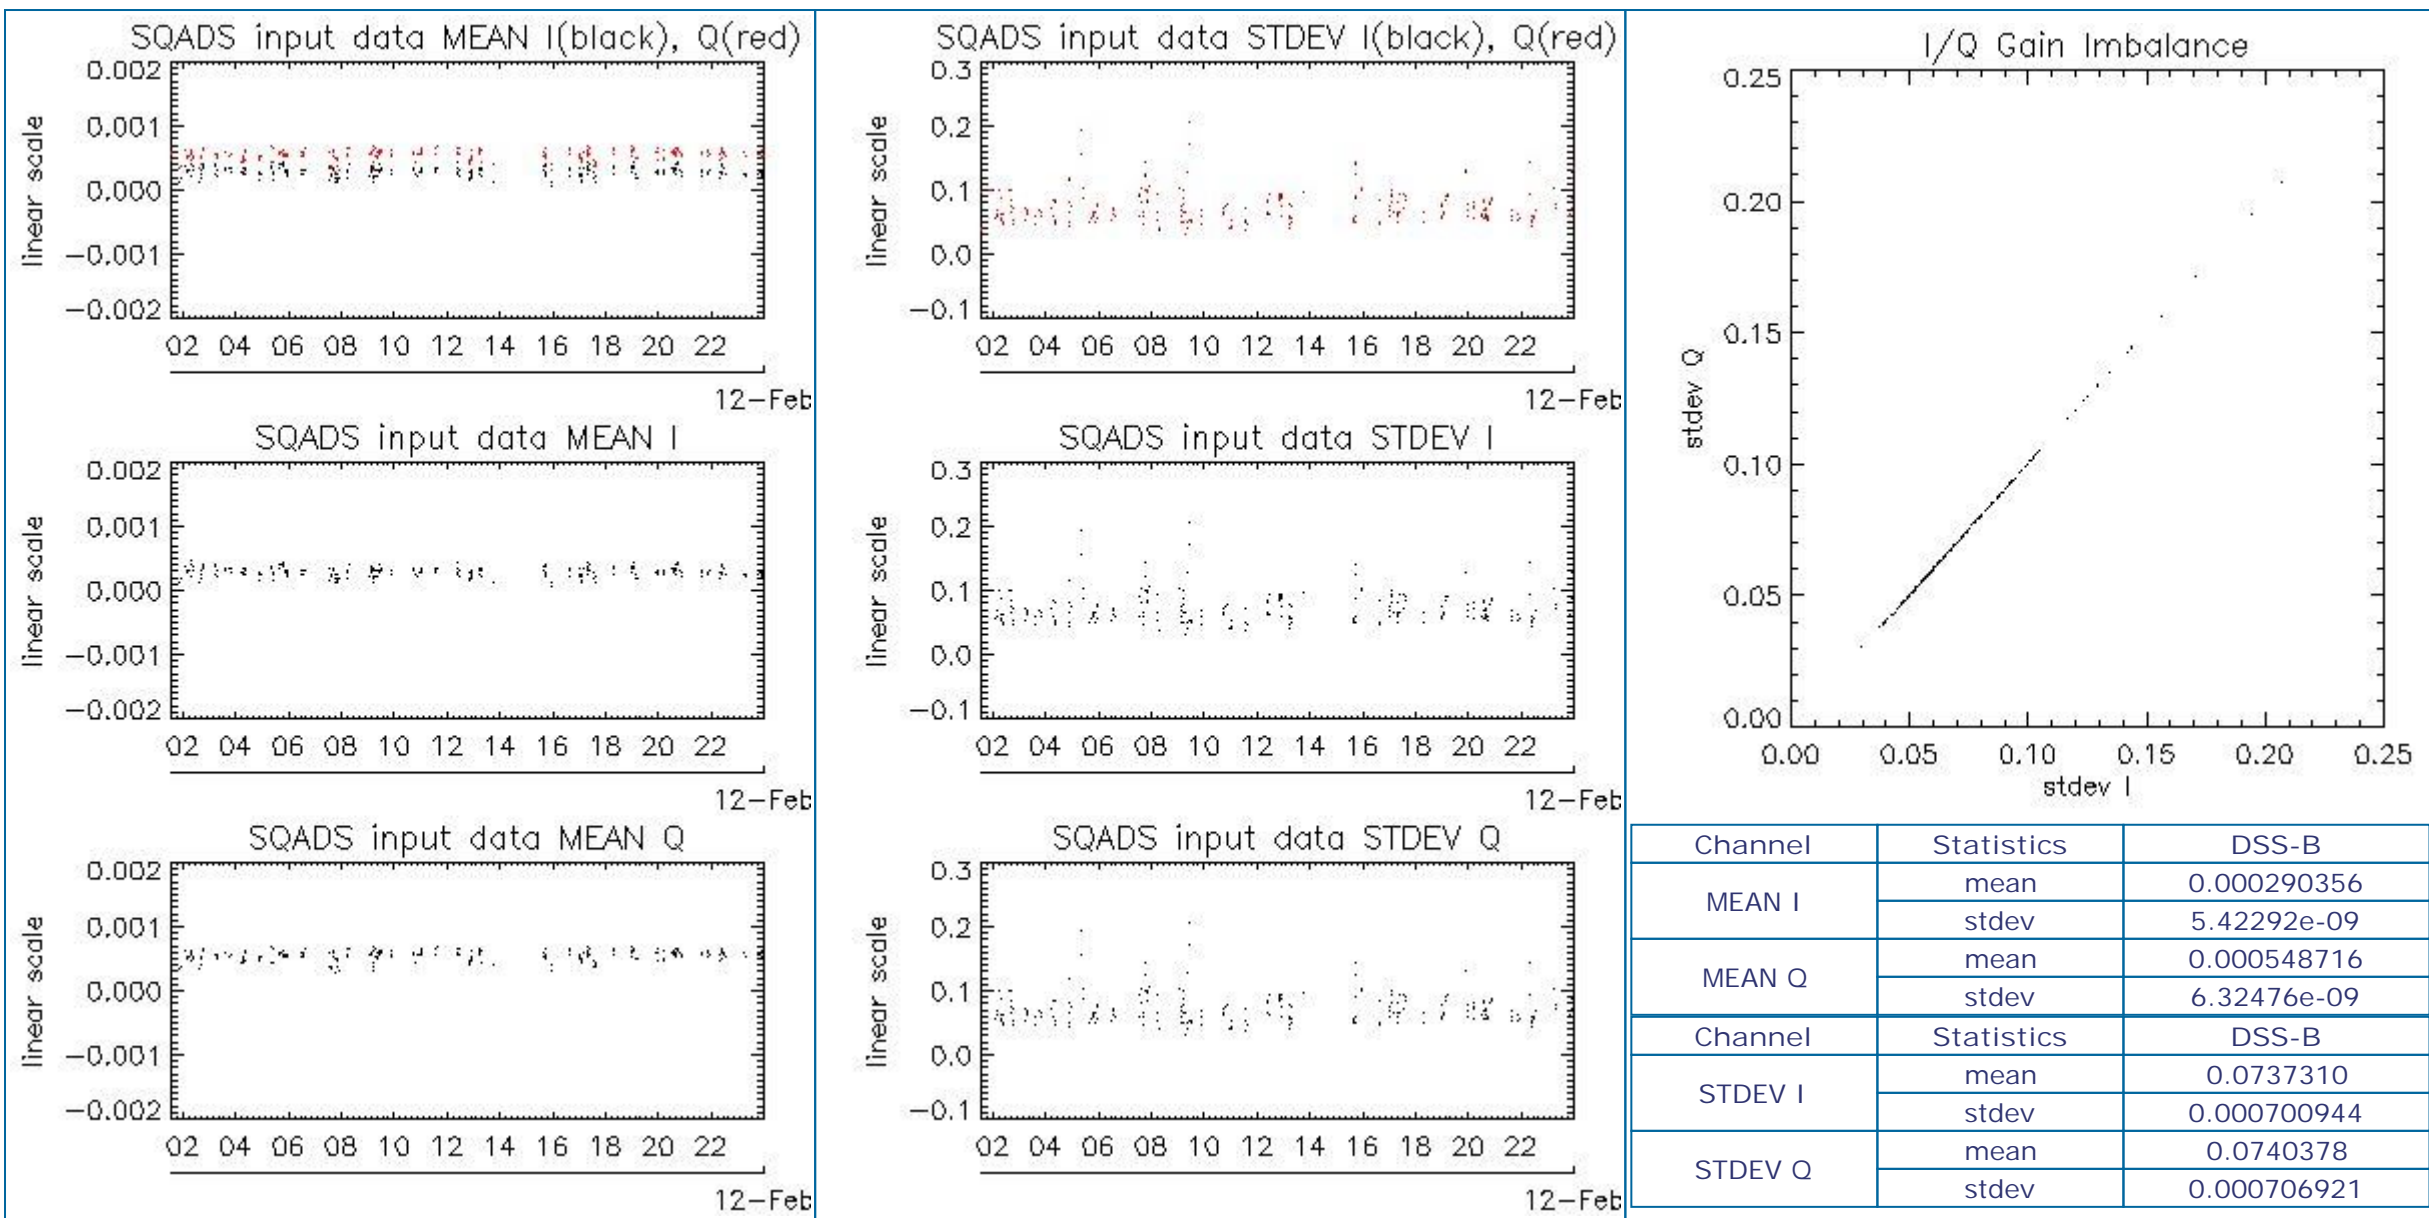 SQADS input data MEAN I(black), Q(red)
0.002
0.001
0.000
-0.001
-0.002
linear scale
02 04 06 08 10 12 14 16 18 20 22
12-Feb
SQADS input data MEAN I
0.002
0.001
0.000
-0.001
-0.002
linear scale
02 04 06 08 10 12 14 16 18 20 22
12-Feb
SQADS input data MEAN Q
0.002
0.001
0.000
-0.001
-0.002
linear scale
02 04 06 08 10 12 14 16 18 20 22
12-Feb
SQADS input data STDEV I(black), Q(red)
0.3
0.2
0.1
0.0
-0.1
linear scale
02 04 06 08 10 12 14 16 18 20 22
12-Feb
SQADS input data STDEV I
0.3
0.2
0.1
0.0
-0.1
linear scale
02 04 06 08 10 12 14 16 18 20 22
12-Feb
SQADS input data STDEV Q
0.3
0.2
0.1
0.0
-0.1
linear scale
02 04 06 08 10 12 14 16 18 20 22
12-Feb
I/Q Gain Imbalance
0.25
0.20
0.15
0.10
0.05
0.00
stdev Q
0.00 0.05 0.10 0.15 0.20 0.25
stdev I
Channel Statistics DSS-B
MEAN I mean 0.000290356
stdev 5.42292e-09
MEAN Q mean 0.000548716
stdev 6.32476e-09
Channel Statistics DSS-B
STDEV I mean 0.0737310
stdev 0.000700944
STDEV Q mean 0.0740378
stdev 0.000706921